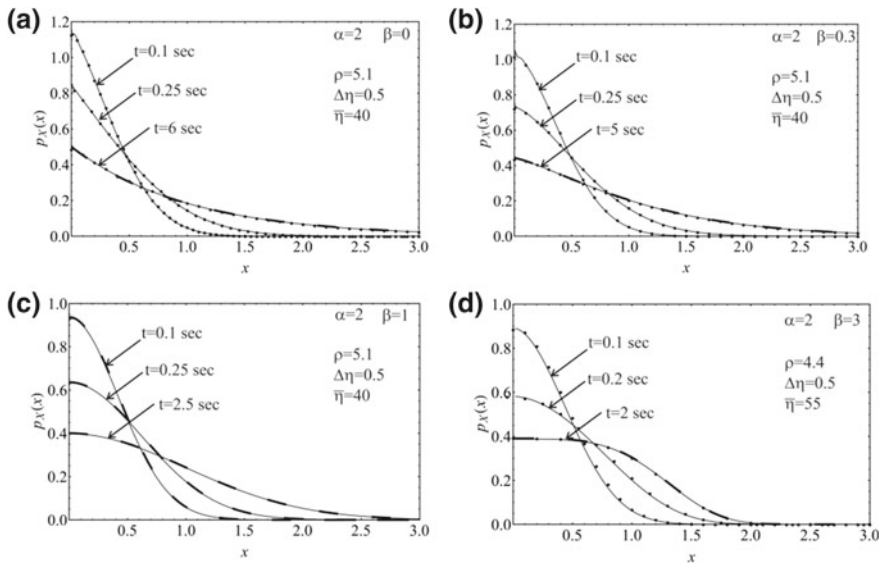 (a)
1.2
1.0
0.8
0.6
0.4
0.2
0.0
pX(x)
t=0.1 sec
t=0.25 sec
t=6 sec
α=2 β=0
ρ=5.1
Δη=0.5
η̅=40
0.5 1.0 1.5 2.0 2.5 3.0
x
(b)
1.2
1.0
0.8
0.6
0.4
0.2
0.0
pX(x)
t=0.1 sec
t=0.25 sec
t=5 sec
α=2 β=0.3
ρ=5.1
Δη=0.5
η̅=40
0.5 1.0 1.5 2.0 2.5 3.0
x
(c)
1.0
0.8
0.6
0.4
0.2
0.0
pX(x)
t=0.1 sec
t=0.25 sec
t=2.5 sec
α=2 β=1
ρ=5.1
Δη=0.5
η̅=40
0.5 1.0 1.5 2.0 2.5 3.0
x
(d)
1.0
0.8
0.6
0.4
0.2
0.0
pX(x)
t=0.1 sec
t=0.2 sec
t=2 sec
α=2 β=3
ρ=4.4
Δη=0.5
η̅=55
0.5 1.0 1.5 2.0 2.5 3.0
x